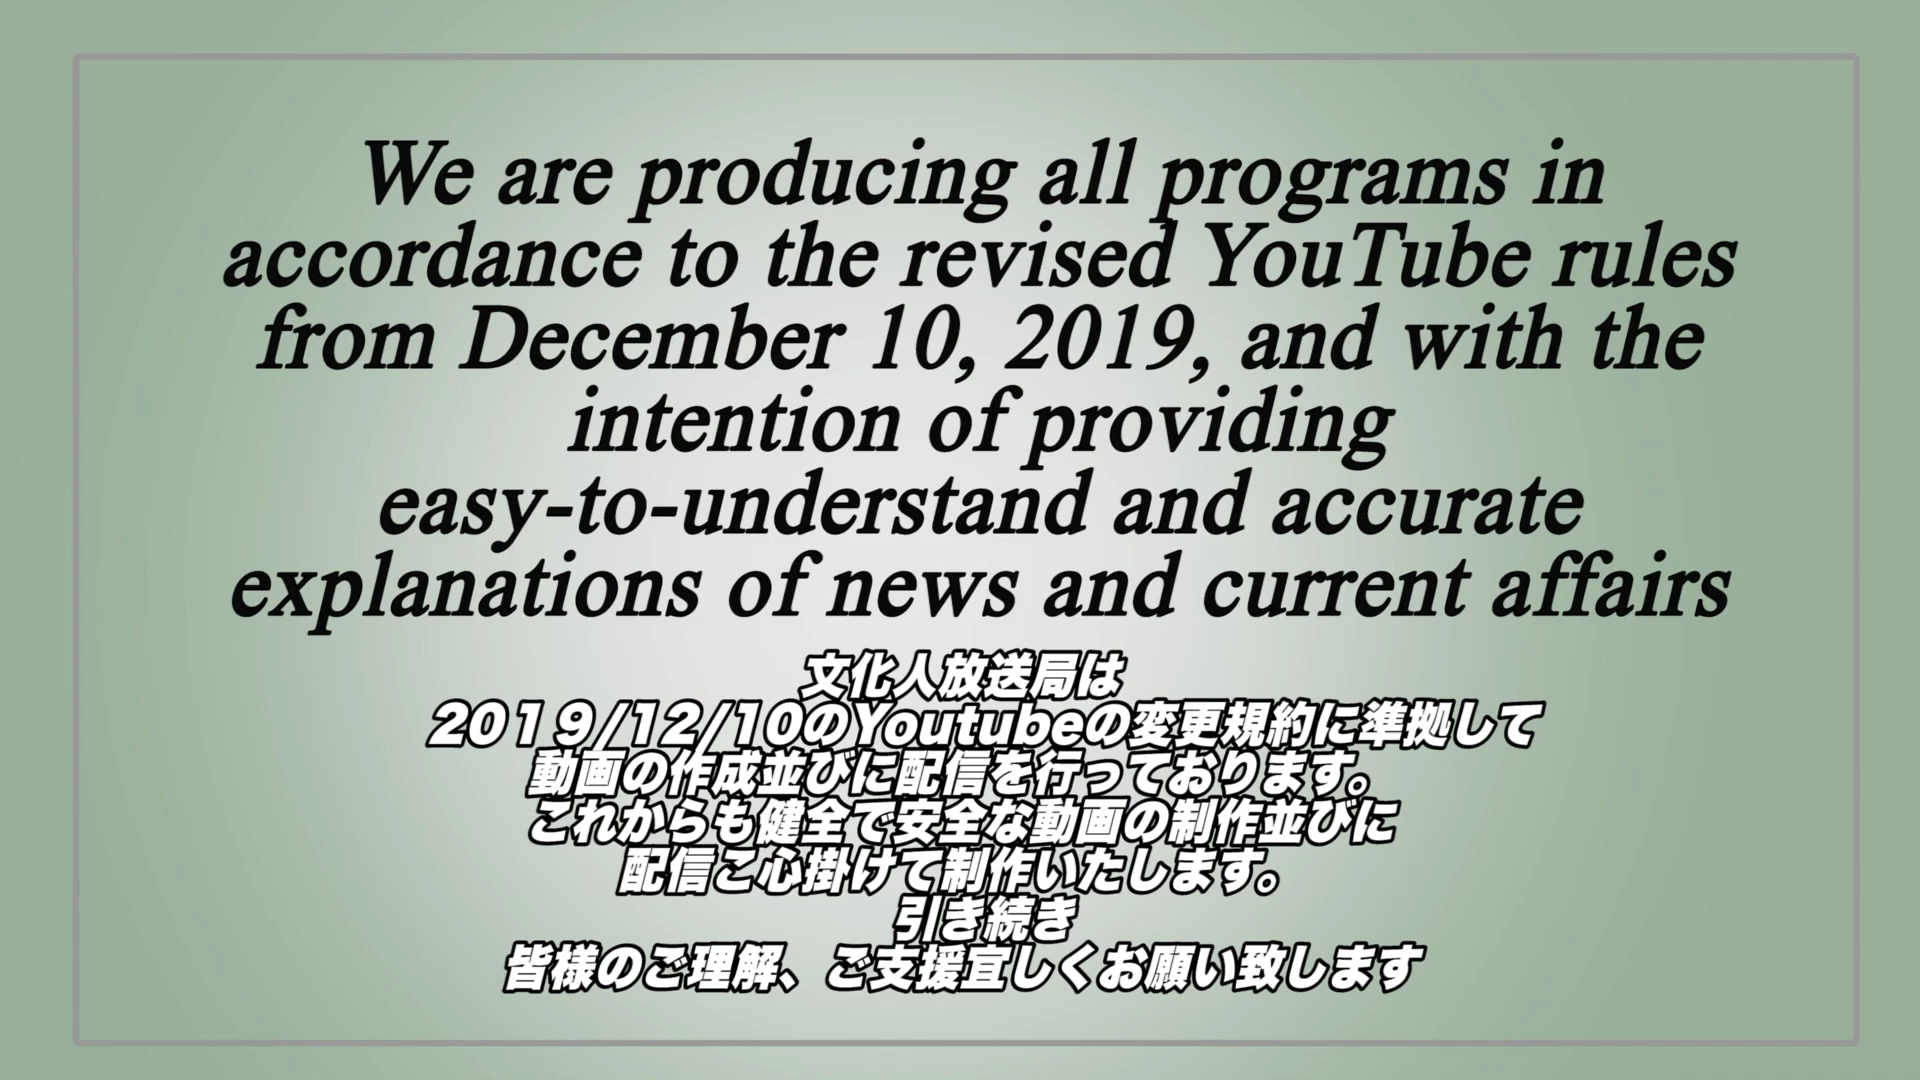 We are producing all programs in
accordance to the revised YouTube rules
from December 10, 2019, and with the
intention of providing
easy-to-understand and accurate
explanations of news and current affairs
文化人放送局は
2019/12/10のYoutubeの変更規約に準拠して
動画の作成並びに配信を行っております。
これからも健全で安全な動画の制作並びに
配信こ心掛けて制作いたします。
引き続き
皆様のご理解、ご支援宜しくお願い致します